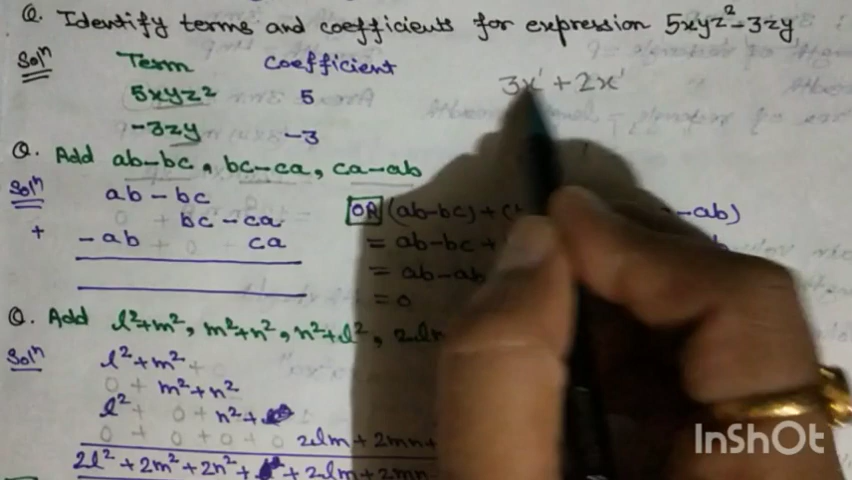 Q. Identify terms and coefficients for expression 5xyz² - 3zy
Solⁿ Term Coefficient
3x¹ + 2x¹
5xyz² 5
-3zy -3
Q. Add ab-bc, bc-ca, ca-ab
Solⁿ ab - bc
bc - ca
+ -ab ca
OR (ab-bc) + -ab)
= ab-bc +
= ab-ab
= 0
Q. Add l²+m², m²+n², n²+l², 2lm
Solⁿ l²+m²
0 + m²+n²
l² + 0 + n²+
0 + 0 + 0 + 0 2lm + 2mn +
2l² + 2m² + 2n² + + 2lm + 2mn
InShOt